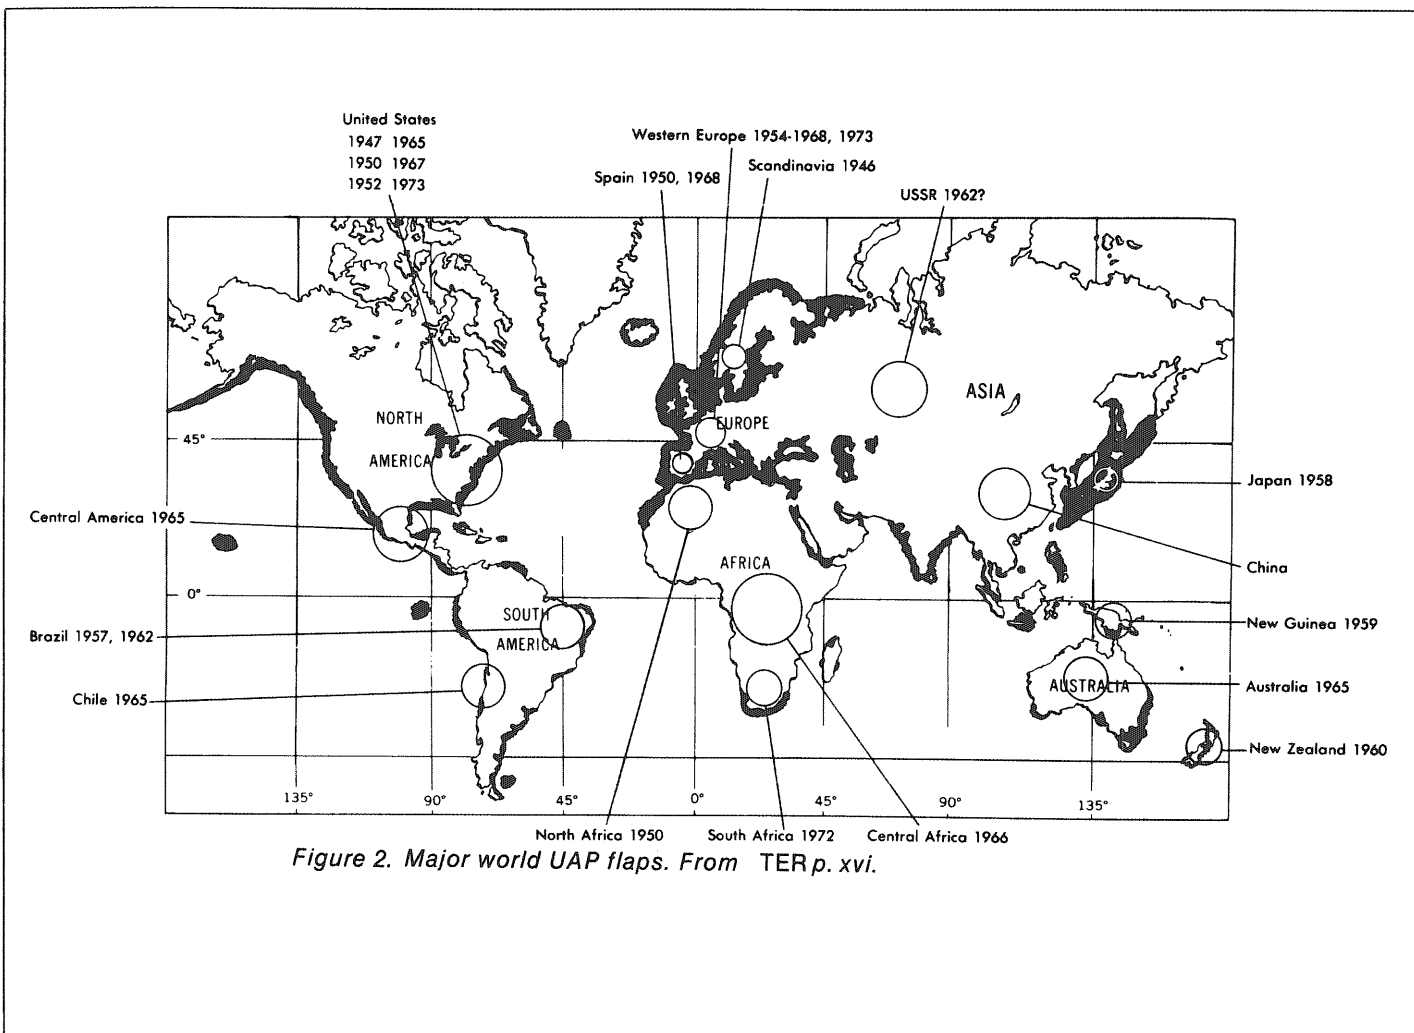 United States
1947 1965
1950 1967
1952 1973
Western Europe 1954-1968, 1973
Scandinavia 1946
Spain 1950, 1968
USSR 1962?
NORTH
AMERICA
EUROPE
ASIA
45°
Japan 1958
Central America 1965
China
AFRICA
0°
SOUTH
AMERICA
New Guinea 1959
Brazil 1957, 1962
AUSTRALIA
Australia 1965
Chile 1965
New Zealand 1960
135°
90°
45°
0°
45°
90°
135°
North Africa 1950
South Africa 1972
Central Africa 1966
Figure 2. Major world UAP flaps. From TER p. xvi.